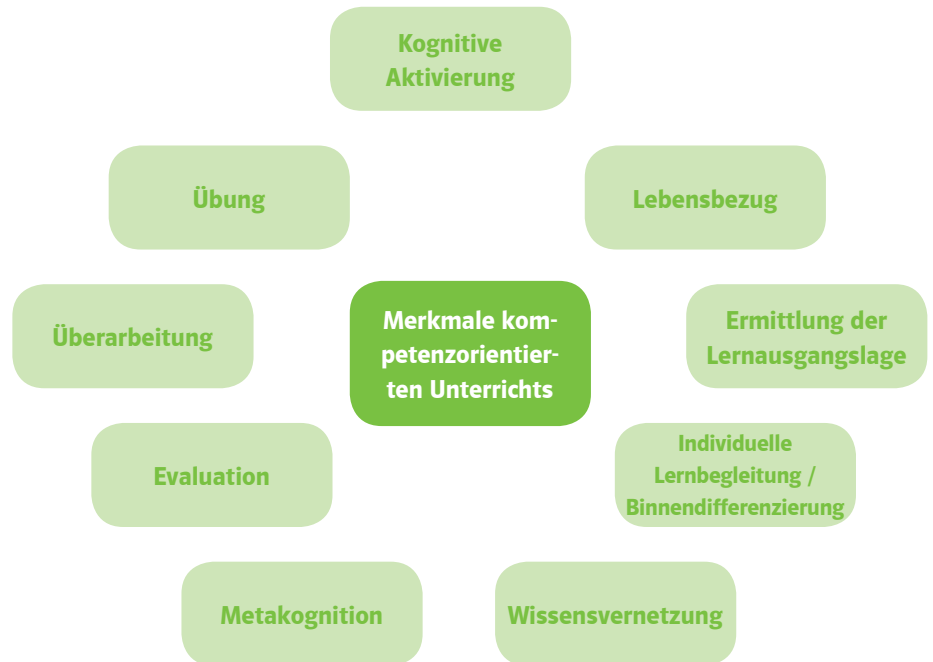 Kognitive
Aktivierung
Übung
Lebensbezug
Überarbeitung
Merkmale kom-
petenzorientier-
ten Unterrichts
Ermittlung der
Lernausgangslage
Evaluation
Individuelle
Lernbegleitung /
Binnendifferenzierung
Metakognition
Wissensvernetzung